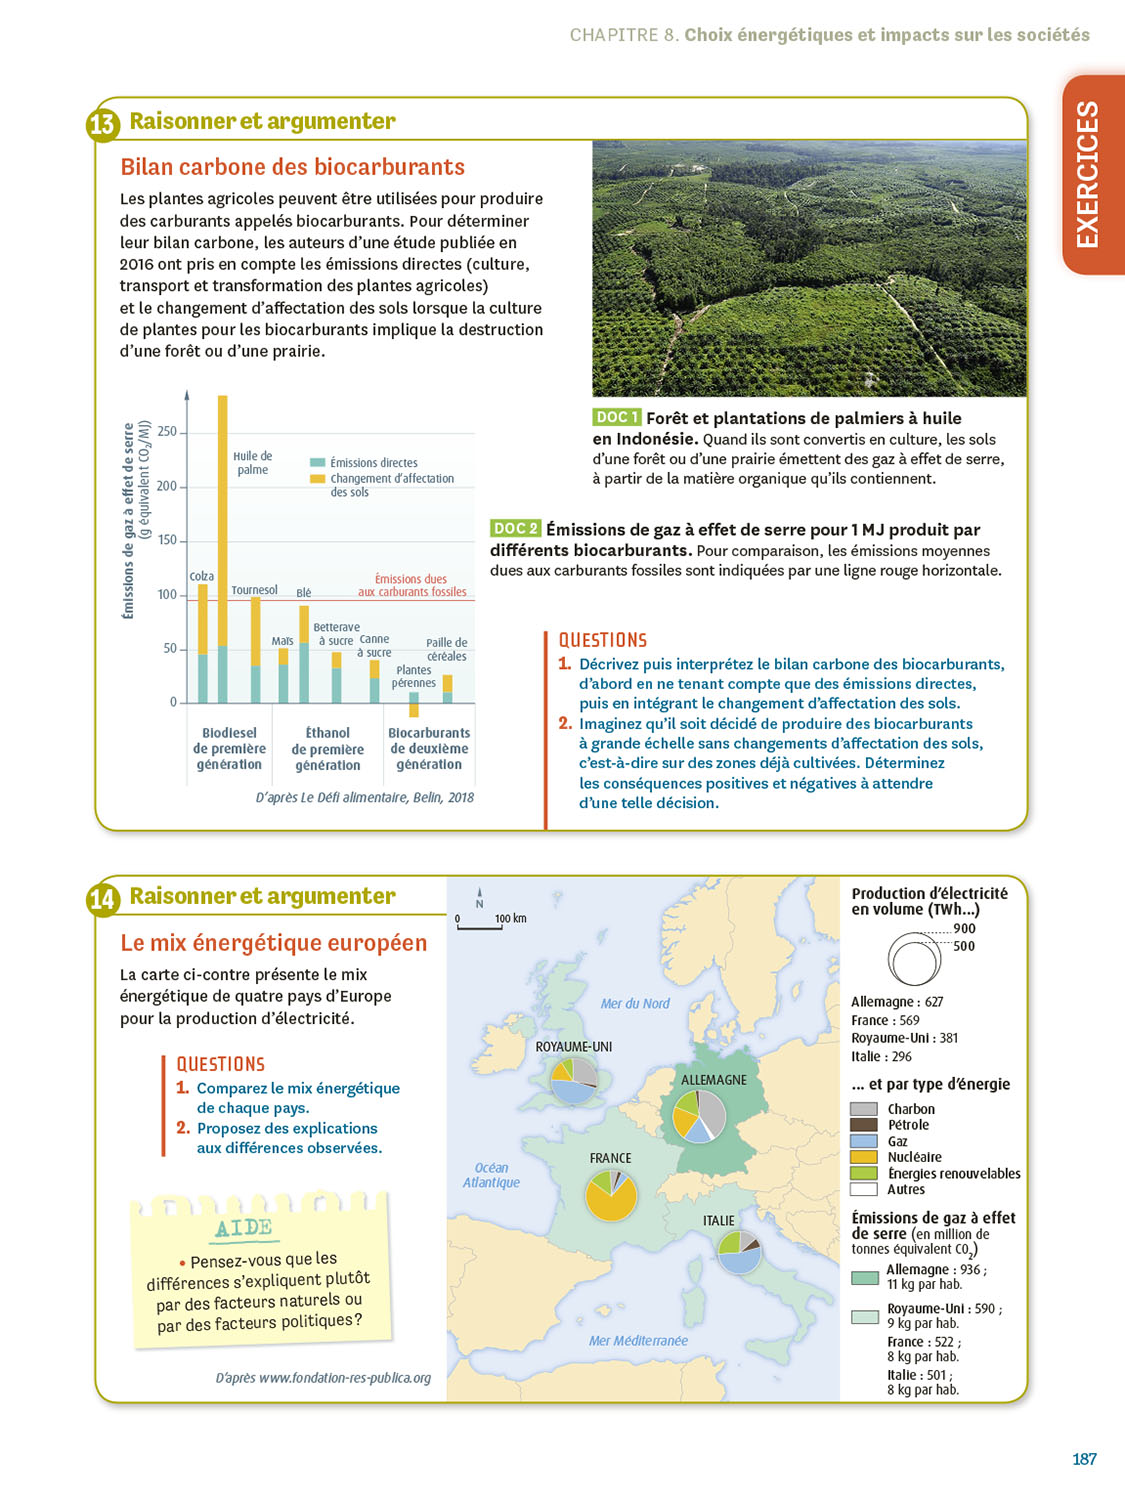 CHAPITRE 8. Choix énergétiques et impacts sur les sociétés
EXERCICES
13 Raisonner et argumenter
Bilan carbone des biocarburants
Les plantes agricoles peuvent être utilisées pour produire
des carburants appelés biocarburants. Pour déterminer
leur bilan carbone, les auteurs d'une étude publiée en
2016 ont pris en compte les émissions directes (culture,
transport et transformation des plantes agricoles)
et le changement d'affectation des sols lorsque la culture
de plantes pour les biocarburants implique la destruction
d'une forêt ou d'une prairie.
DOC 1 Forêt et plantations de palmiers à huile
en Indonésie. Quand ils sont convertis en culture, les sols
d'une forêt ou d'une prairie émettent des gaz à effet de serre,
à partir de la matière organique qu'ils contiennent.
Émissions de gaz à effet de serre
(g équivalent CO₂/MJ)
250
200
150
100
50
0
Huile de
palme
Émissions directes
Changement d'affectation
des sols
Colza
Tournesol
Blé
Émissions dues
aux carburants fossiles
Maïs
Betterave
à sucre
Canne
à sucre
Plantes
pérennes
Paille de
céréales
Biodiesel
de première
génération
Éthanol
de première
génération
Biocarburants
de deuxième
génération
D'après Le Défi alimentaire, Belin, 2018
DOC 2 Émissions de gaz à effet de serre pour 1 MJ produit par
différents biocarburants. Pour comparaison, les émissions moyennes
dues aux carburants fossiles sont indiquées par une ligne rouge horizontale.
QUESTIONS
1. Décrivez puis interprétez le bilan carbone des biocarburants,
d'abord en ne tenant compte que des émissions directes,
puis en intégrant le changement d'affectation des sols.
2. Imaginez qu'il soit décidé de produire des biocarburants
à grande échelle sans changements d'affectation des sols,
c'est-à-dire sur des zones déjà cultivées. Déterminez
les conséquences positives et négatives à attendre
d'une telle décision.
14 Raisonner et argumenter
Le mix énergétique européen
La carte ci-contre présente le mix
énergétique de quatre pays d'Europe
pour la production d'électricité.
QUESTIONS
1. Comparez le mix énergétique
de chaque pays.
2. Proposez des explications
aux différences observées.
AIDE
• Pensez-vous que les
différences s'expliquent plutôt
par des facteurs naturels ou
par des facteurs politiques ?
D'après www.fondation-res-publica.org
N
0 100 km
Mer du Nord
ROYAUME-UNI
ALLEMAGNE
FRANCE
Océan
Atlantique
ITALIE
Mer Méditerranée
Production d'électricité
en volume (TWh...)
900
500
Allemagne : 627
France : 569
Royaume-Uni : 381
Italie : 296
... et par type d'énergie
Charbon
Pétrole
Gaz
Nucléaire
Énergies renouvelables
Autres
Émissions de gaz à effet
de serre (en million de
tonnes équivalent CO₂)
Allemagne : 936 ;
11 kg par hab.
Royaume-Uni : 590 ;
9 kg par hab.
France : 522 ;
8 kg par hab.
Italie : 501 ;
8 kg par hab.
187